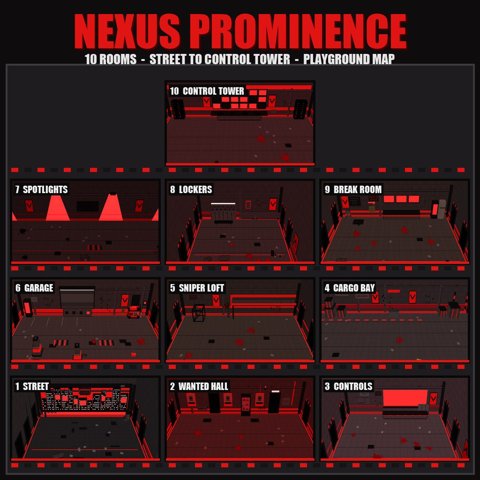 NEXUS PROMINENCE
10 ROOMS - STREET TO CONTROL TOWER - PLAYGROUND MAP
10 CONTROL TOWER
7 SPOTLIGHTS
8 LOCKERS
9 BREAK ROOM
6 GARAGE
5 SNIPER LOFT
4 CARGO BAY
1 STREET
2 WANTED HALL
3 CONTROLS